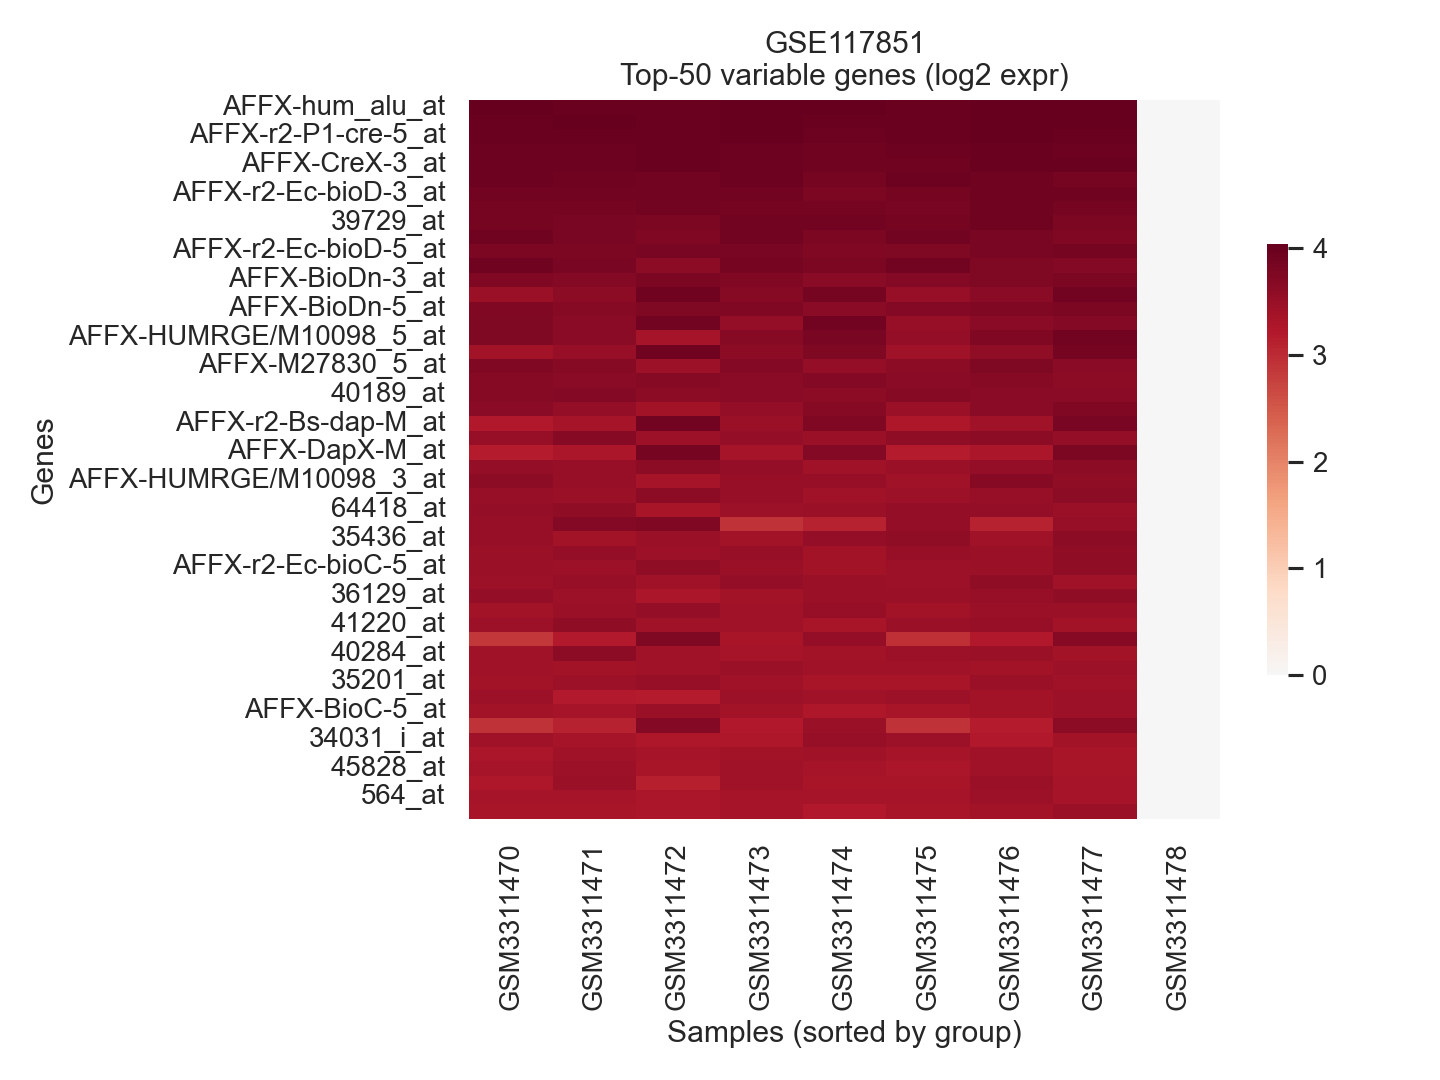 GSE117851
Top-50 variable genes (log2 expr)
AFFX-hum_alu_at
AFFX-r2-P1-cre-5_at
AFFX-CreX-3_at
AFFX-r2-Ec-bioD-3_at
39729_at
AFFX-r2-Ec-bioD-5_at
AFFX-BioDn-3_at
AFFX-BioDn-5_at
AFFX-HUMRGE/M10098_5_at
AFFX-M27830_5_at
40189_at
AFFX-r2-Bs-dap-M_at
AFFX-DapX-M_at
AFFX-HUMRGE/M10098_3_at
64418_at
35436_at
AFFX-r2-Ec-bioC-5_at
36129_at
41220_at
40284_at
35201_at
AFFX-BioC-5_at
34031_i_at
45828_at
564_at
Genes
GSM3311470
GSM3311471
GSM3311472
GSM3311473
GSM3311474
GSM3311475
GSM3311476
GSM3311477
GSM3311478
Samples (sorted by group)
4
3
2
1
0